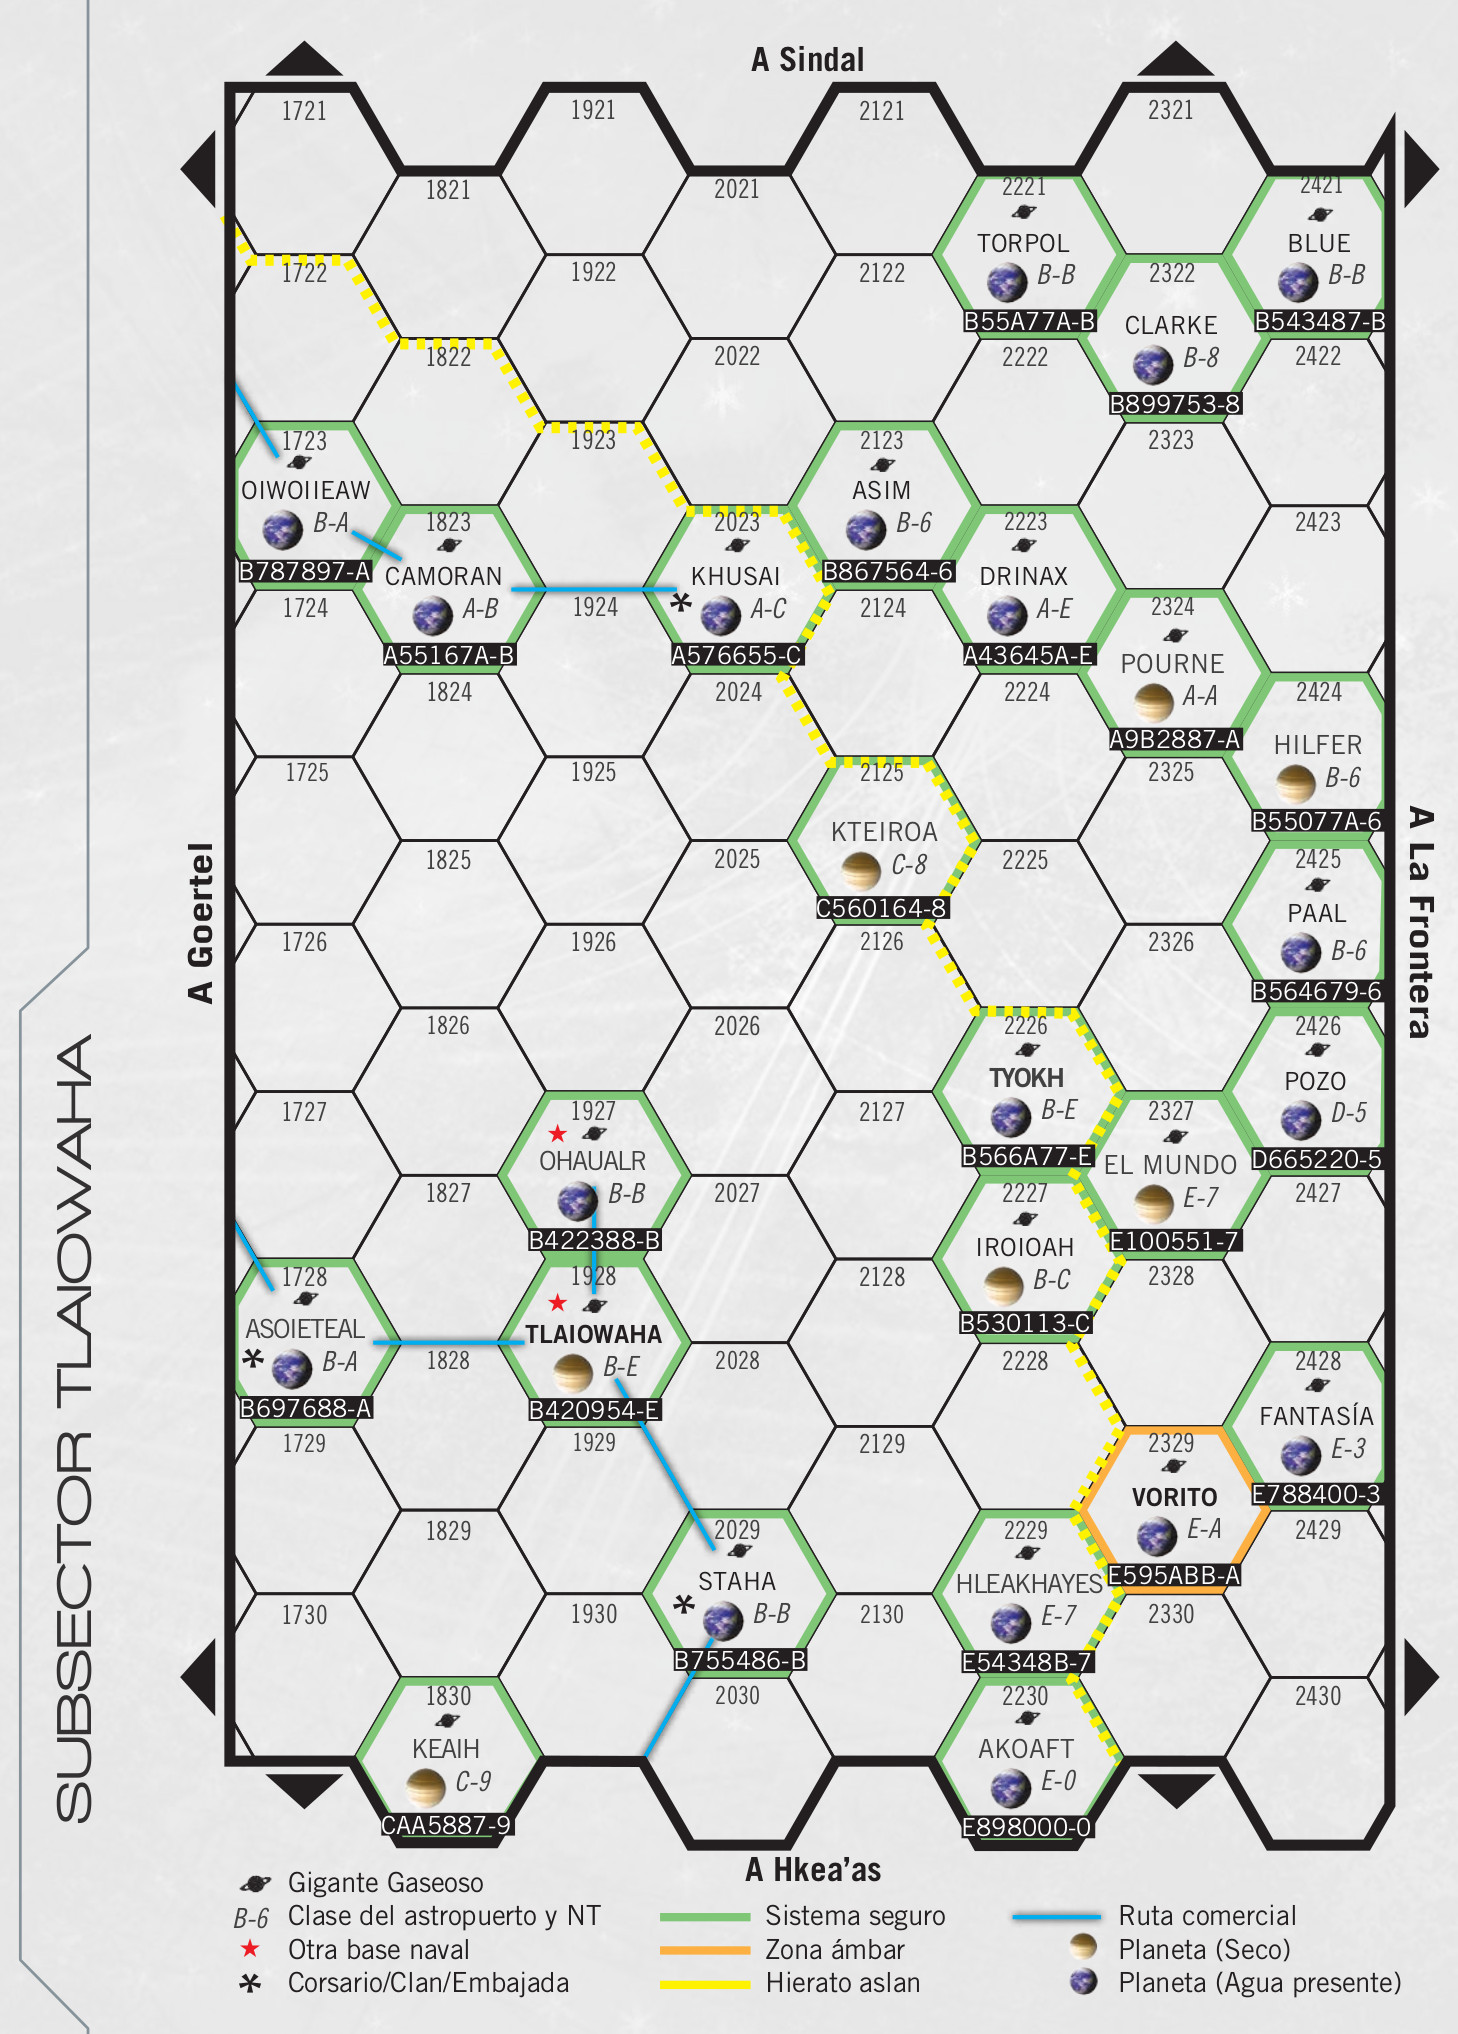 A Sindal
SUBSECTOR TLAIOWAHA
A Goertel
A La Frontera
1721
1921
2121
2321
1821
2021
2221
TORPOL
B-B
B55A77A-B
2421
BLUE
B-B
B543487-B
1722
1922
2122
2322
CLARKE
B-8
B899753-8
1822
2022
2222
2422
1723
OIWOIIEAW
B-A
B787897-A
1923
2123
ASIM
B-6
B867564-6
2323
1823
CAMORAN
A-B
A55167A-B
2023
KHUSAI
A-C
A576655-C
2223
DRINAX
A-E
A43645A-E
2423
1724
1924
2124
2324
POURNE
A-A
A9B2887-A
1824
2024
2224
2424
HILFER
B-6
B55077A-6
1725
1925
2125
KTEIROA
C-8
C560164-8
2325
1825
2025
2225
2425
PAAL
B-6
B564679-6
1726
1926
2126
2326
1826
2026
2226
TYOKH
B-E
B566A77-E
2426
POZO
D-5
D665220-5
1727
1927
OHAUALR
B-B
B422388-B
2127
2327
EL MUNDO
E-7
E100551-7
1827
2027
2227
IROIOAH
B-C
B530113-C
2427
1728
ASOIETEAL
B-A
B697688-A
1928
TLAIOWAHA
B-E
B420954-E
2128
2328
1828
2028
2228
2428
FANTASÍA
E-3
E788400-3
1729
1929
2129
2329
VORITO
E-A
E595ABB-A
1829
2029
STAHA
B-B
B755486-B
2229
HLEAKHAYES
E-7
E54348B-7
2429
1730
1930
2130
2330
1830
KEAIH
C-9
CAA5887-9
2030
2230
AKOAFT
E-0
E898000-0
2430
A Hkea'as
Gigante Gaseoso
B-6 Clase del astropuerto y NT
Otra base naval
Corsario/Clan/Embajada
Sistema seguro
Zona ámbar
Hierato aslan
Ruta comercial
Planeta (Seco)
Planeta (Agua presente)